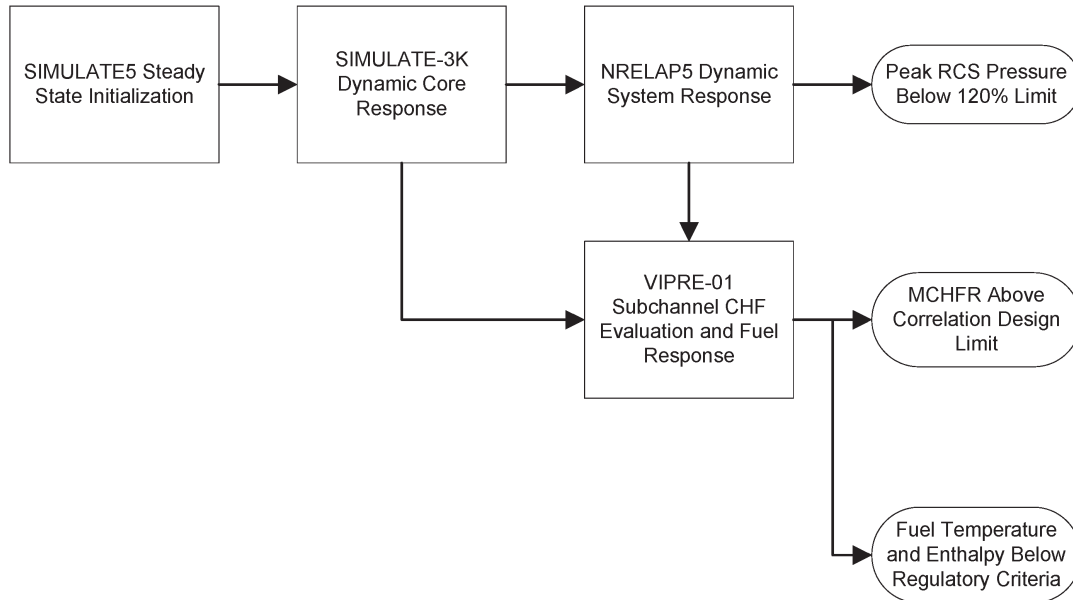 SIMULATE5 Steady
State Initialization
SIMULATE-3K
Dynamic Core
Response
NRELAP5 Dynamic
System Response
Peak RCS Pressure
Below 120% Limit
VIPRE-01
Subchannel CHF
Evaluation and Fuel
Response
MCHFR Above
Correlation Design
Limit
Fuel Temperature
and Enthalpy Below
Regulatory Criteria